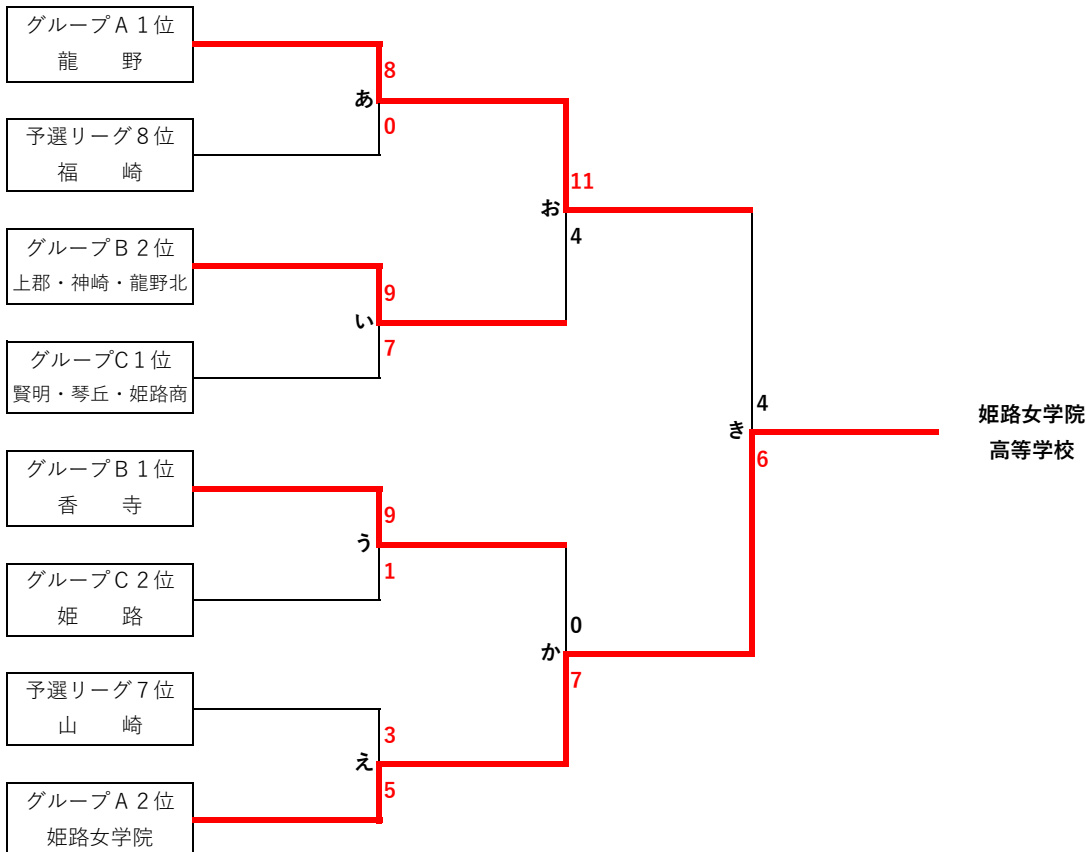 グループＡ１位
龍　　野
8
あ
0
予選リーグ８位
福　　崎
11
お
4
グループＢ２位
上郡・神崎・龍野北
9
い
7
グループC１位
賢明・琴丘・姫路商
4
き
6
姫路女学院
高等学校
グループＢ１位
香　　寺
9
う
1
グループＣ２位
姫　　路
0
か
7
予選リーグ７位
山　　崎
3
え
5
グループＡ２位
姫路女学院